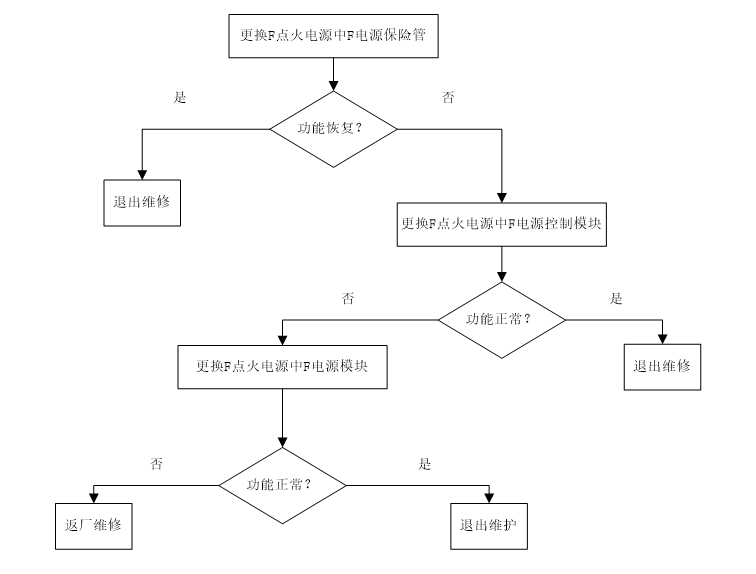 更换F点火电源中F电源保险管
是
否
功能恢复？
退出维修
更换F点火电源中F电源控制模块
否
是
功能正常？
更换F点火电源中F电源模块
退出维修
否
是
功能正常？
返厂维修
退出维护